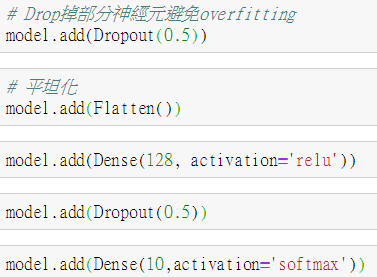 # Drop掉部分神經元避免overfitting
model.add(Dropout(0.5))
# 平坦化
model.add(Flatten())
model.add(Dense(128, activation='relu'))
model.add(Dropout(0.5))
model.add(Dense(10,activation='softmax'))